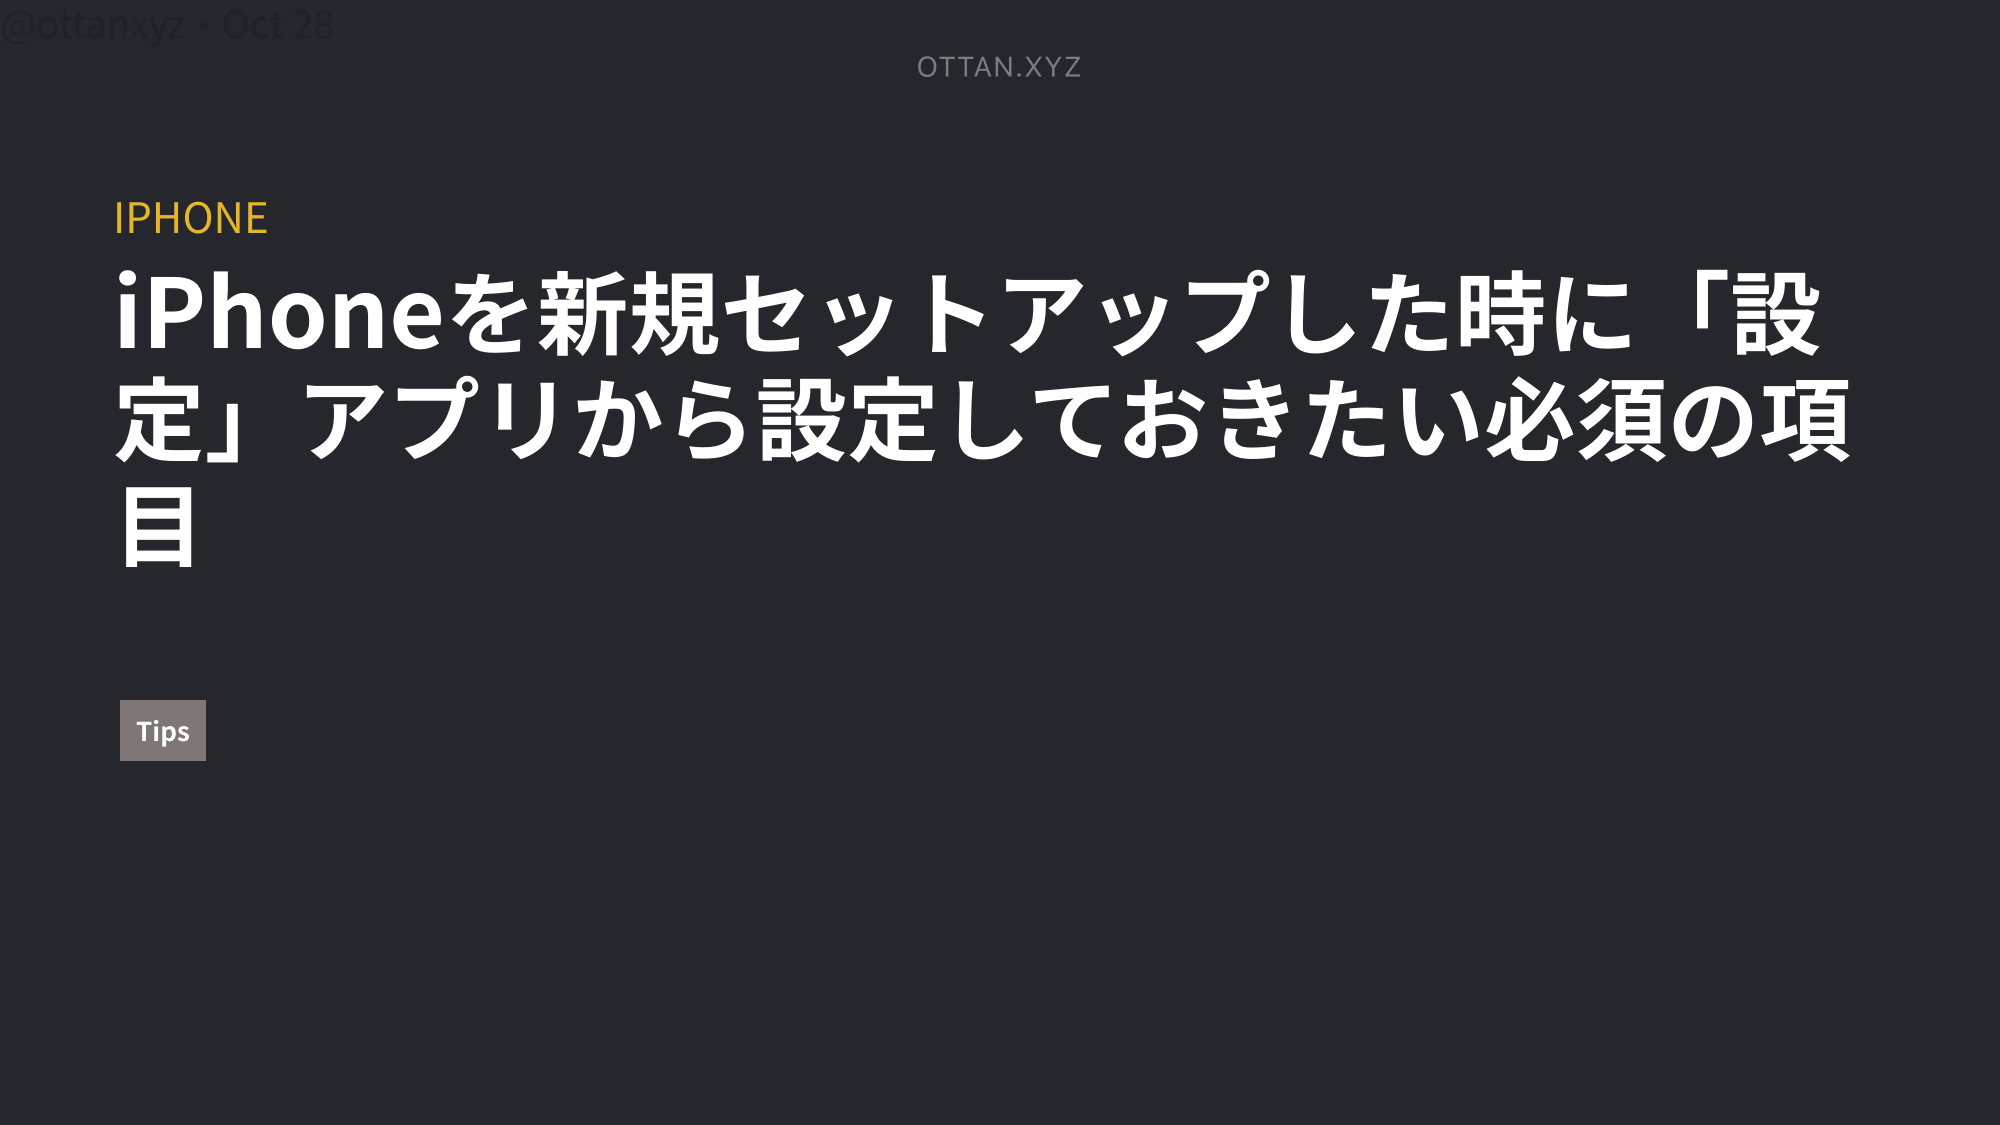 @ottanxyz・Oct 28
OTTAN.XYZ
IPHONE
iPhoneを新規セットアップした時に「設
定」アプリから設定しておきたい必須の項
目
Tips